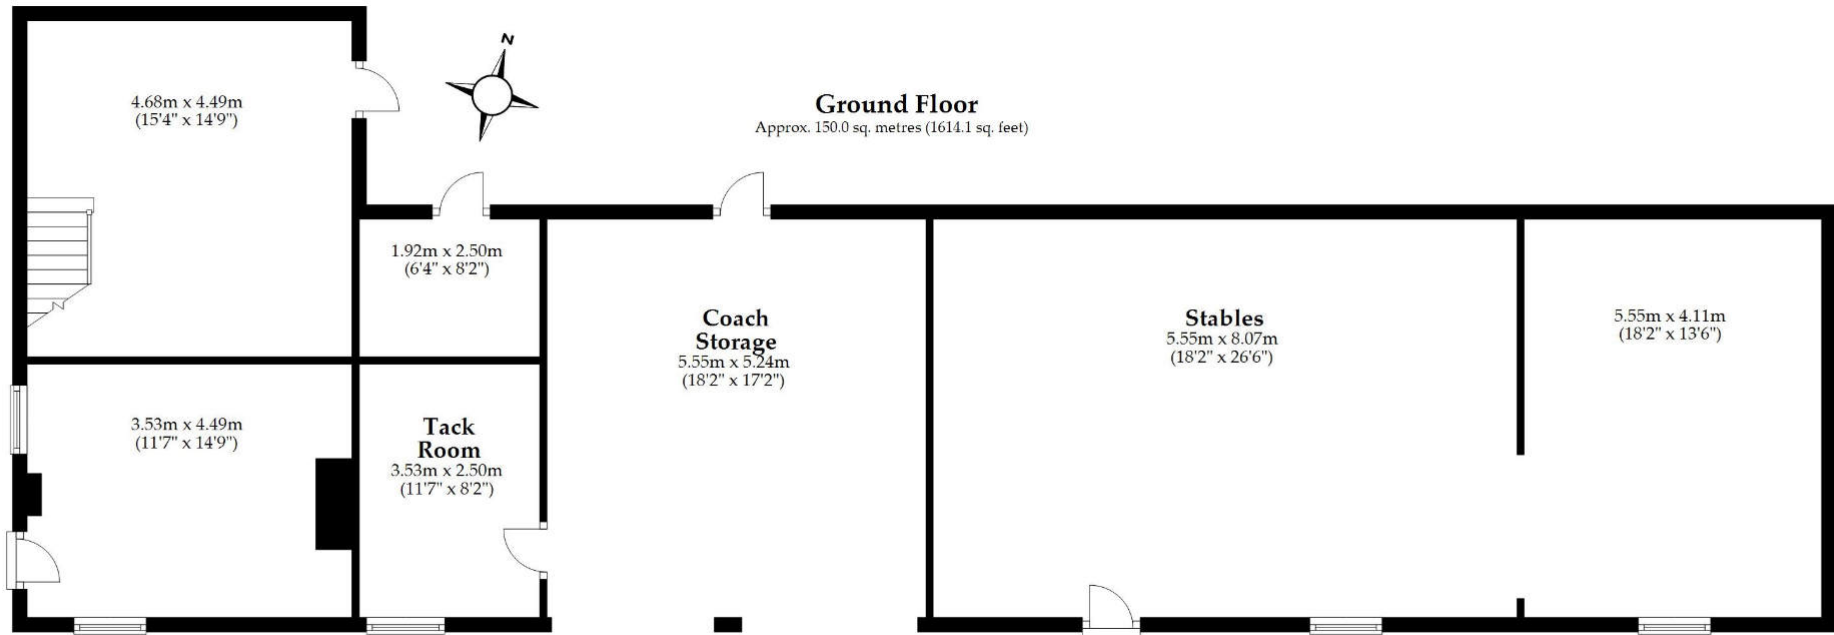 N
Ground Floor
Approx. 150.0 sq. metres (1614.1 sq. feet)
4.68m x 4.49m
(15'4" x 14'9")
1.92m x 2.50m
(6'4" x 8'2")
Coach
Storage
5.55m x 5.24m
(18'2" x 17'2")
Stables
5.55m x 8.07m
(18'2" x 26'6")
5.55m x 4.11m
(18'2" x 13'6")
3.53m x 4.49m
(11'7" x 14'9")
Tack
Room
3.53m x 2.50m
(11'7" x 8'2")